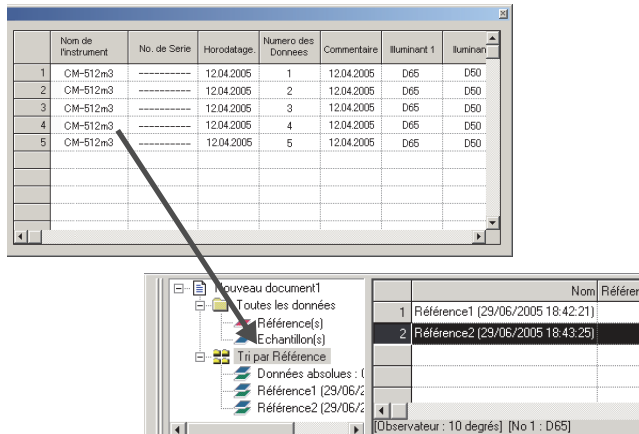 Nom de l'instrument No. de Serie Horodatage. Numero des Donnees Commentaire Illuminant 1 Iluminan
1 CM-512m3 ---------- 12.04.2005 1 12.04.2005 D65 D50
2 CM-512m3 ---------- 12.04.2005 2 12.04.2005 D65 D50
3 CM-512m3 ---------- 12.04.2005 3 12.04.2005 D65 D50
4 CM-512m3 ---------- 12.04.2005 4 12.04.2005 D65 D50
5 CM-512m3 ---------- 12.04.2005 5 12.04.2005 D65 D50
Nouveau document1
Toutes les données
Référence(s)
Echantillon(s)
Tri par Référence
Données absolues : (
Référence1 (29/06/2
Référence2 (29/06/2
Nom Référen
1 Référence1 (29/06/2005 18:42:21)
2 Référence2 (29/06/2005 18:43:25)
[Observateur : 10 degrés] [No 1 : D65]